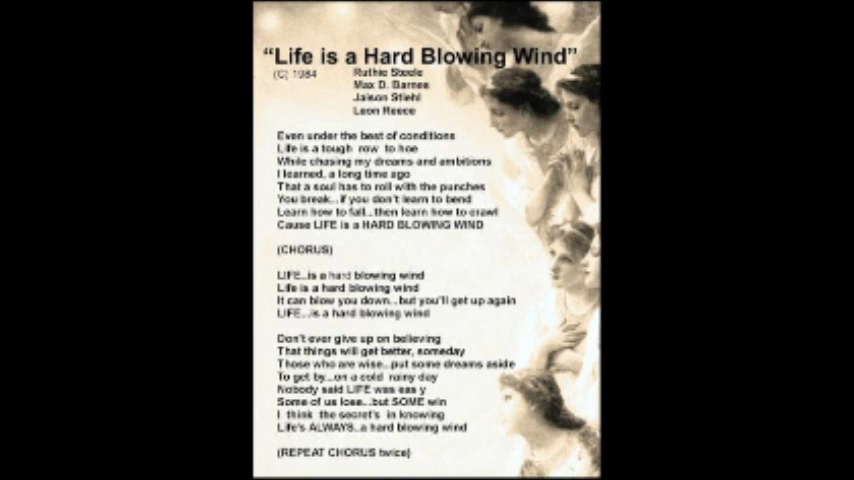 “Life is a Hard Blowing Wind”
(C) 1984 Ruthie Steele
Max D. Barnes
Jaison Stiehl
Leon Reece
Even under the best of conditions
Life is a tough row to hoe
While chasing my dreams and ambitions
I learned, a long time ago
That a soul has to roll with the punches
You break...if you don't learn to bend
Learn how to fall...then learn how to crawl
Cause LIFE is a HARD BLOWING WIND
(CHORUS)
LIFE...is a hard blowing wind
Life is a hard blowing wind
It can blow you down...but you'll get up again
LIFE...is a hard blowing wind
Don't ever give up on believing
That things will get better, someday
Those who are wise...put some dreams aside
To get by...on a cold rainy day
Nobody said LIFE was eas y
Some of us lose...but SOME win
I think the secret's in knowing
Life's ALWAYS..a hard blowing wind
(REPEAT CHORUS twice)